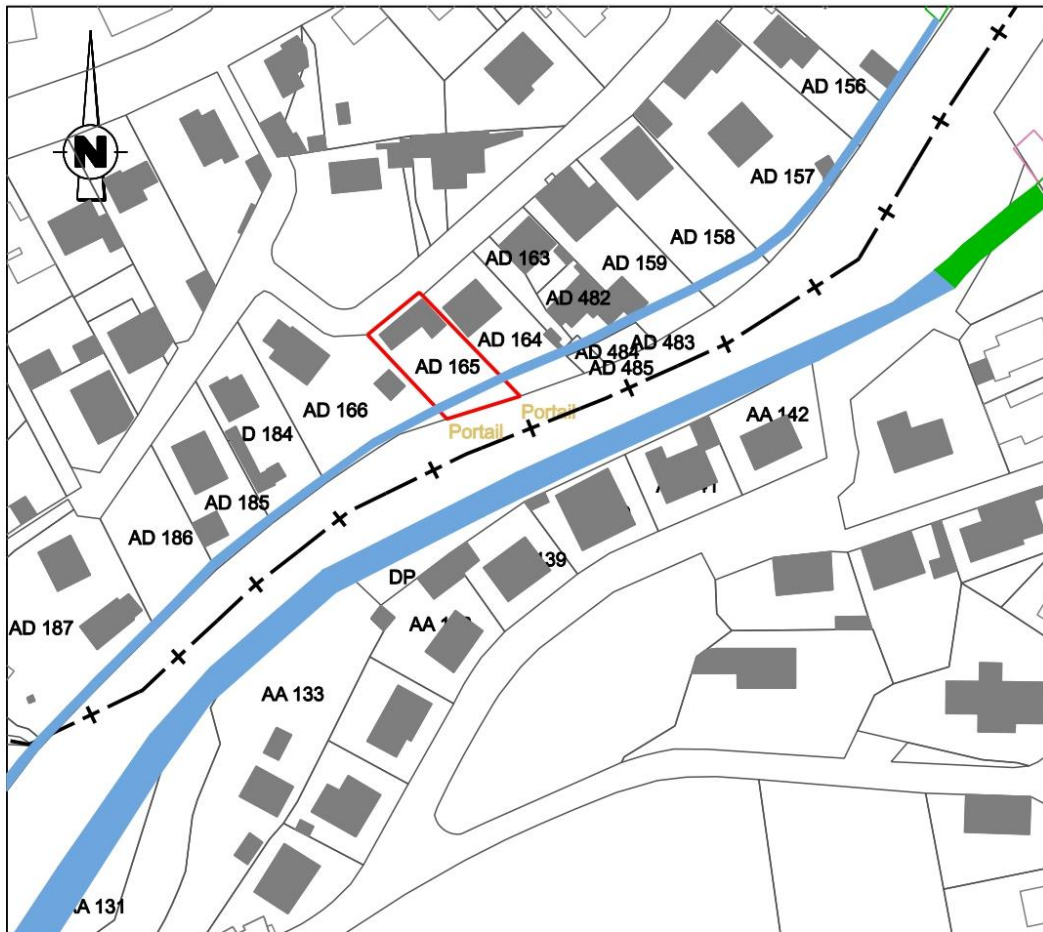 AD 156
N
AD 157
AD 158
AD 163
AD 159
AD 482
AD 164
AD 483
AD 484
AD 165
AD 485
AD 166
Portail
AA 142
Portail
D 184
AD 185
AD 186
139
DP
AD 187
AA 133
AA 131